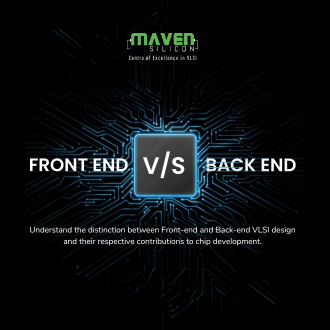 MAVEN
SILICON
Centre of Excellence in VLSI
FRONT END V/S BACK END
Understand the distinction between Front-end and Back-end VLSI design
and their respective contributions to chip development.